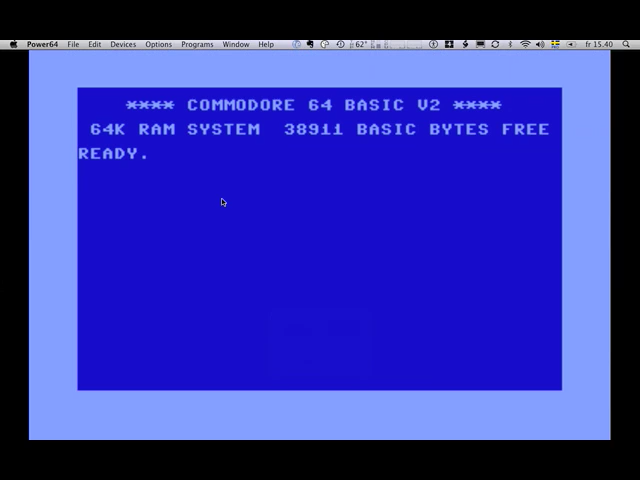 Power64 File Edit Devices Options Programs Window Help 62° fr 15.40
**** COMMODORE 64 BASIC V2 ****
64K RAM SYSTEM 38911 BASIC BYTES FREE
READY.